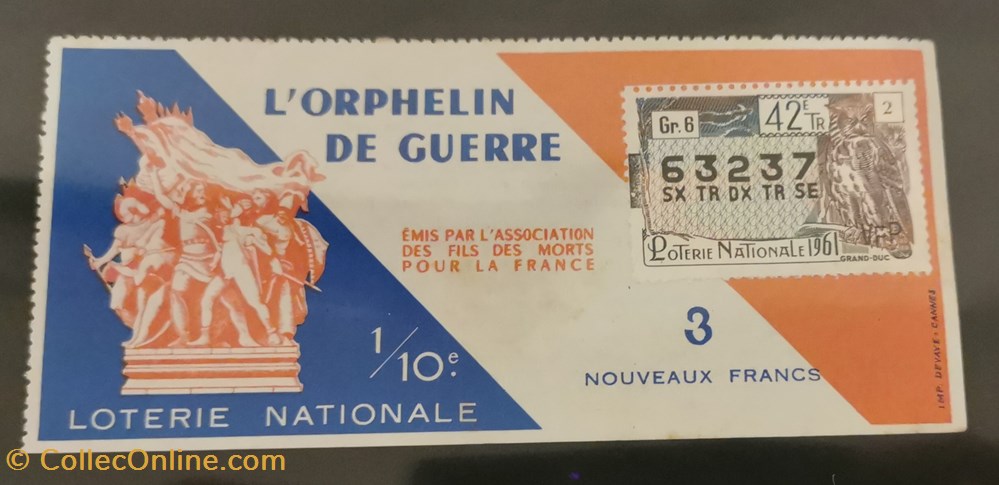 L'ORPHELIN
DE GUERRE
ÉMIS PAR L'ASSOCIATION
DES FILS DES MORTS
POUR LA FRANCE
1/10e.
LOTERIE NATIONALE
Gr. 6
42E TR
2
63237
SX TR DX TR SE
LOTERIE NATIONALE 1961
GRAND-DUC
3
NOUVEAUX FRANCS
IMP. DEVAYE - CANNES
© CollecOnline.com